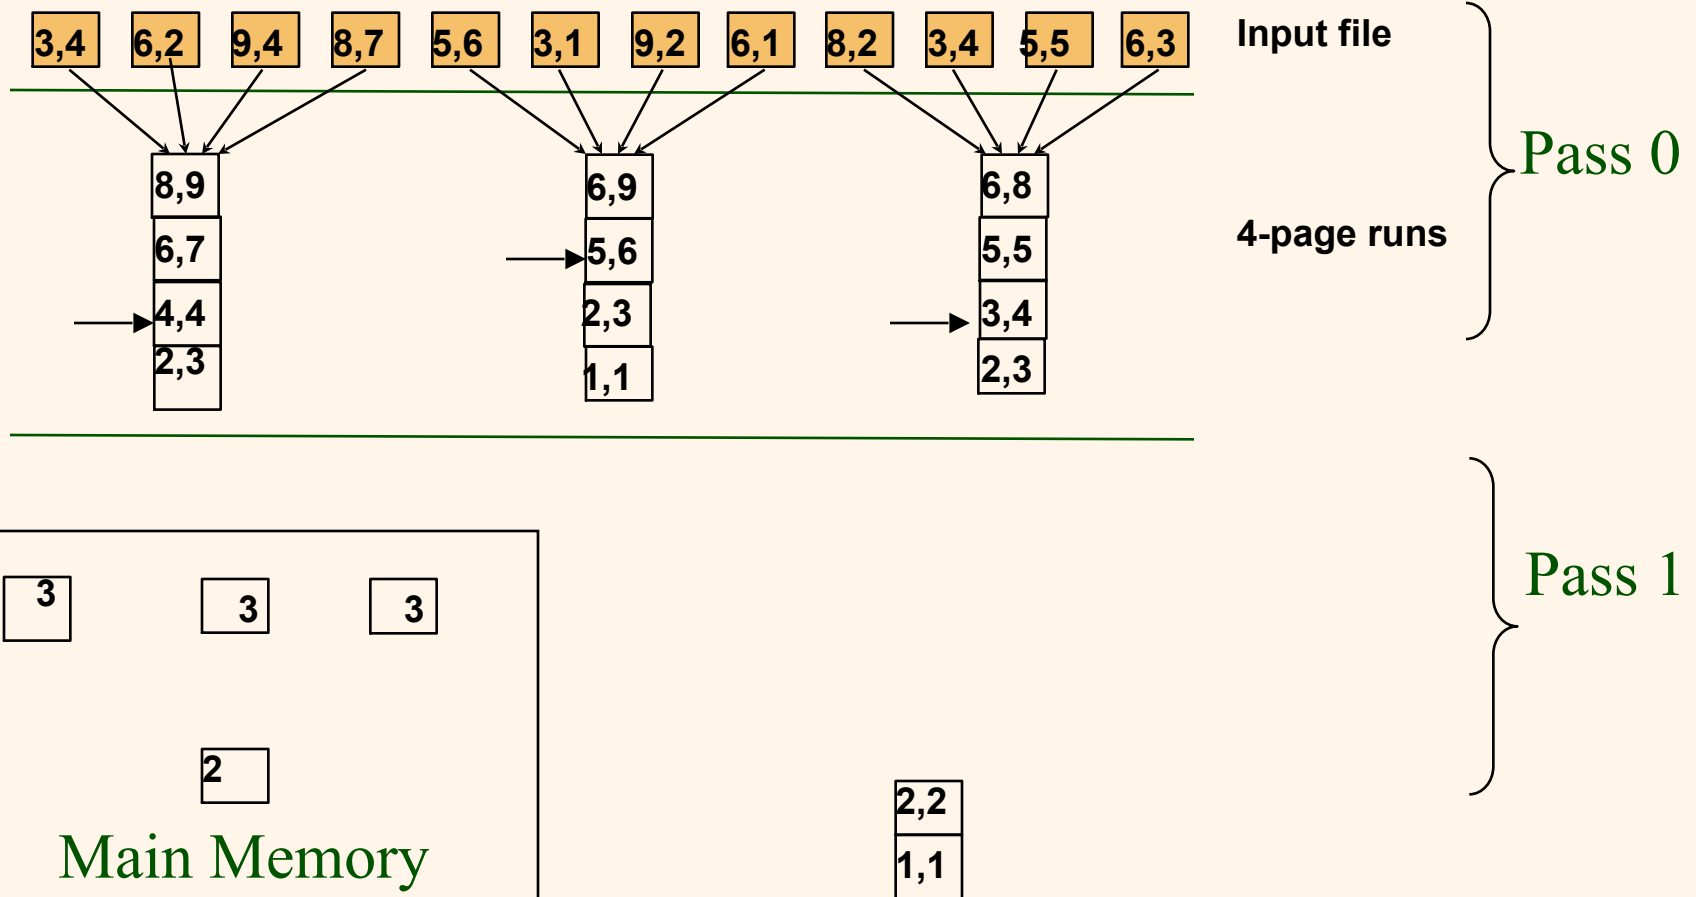 3,4 6,2 9,4 8,7 5,6 3,1 9,2 6,1 8,2 3,4 5,5 6,3 Input file
Pass 0
8,9 6,9 6,8
4-page runs
6,7 5,6 5,5
4,4 2,3 3,4
2,3 1,1 2,3
Pass 1
3 3 3
2
2,2
Main Memory
1,1